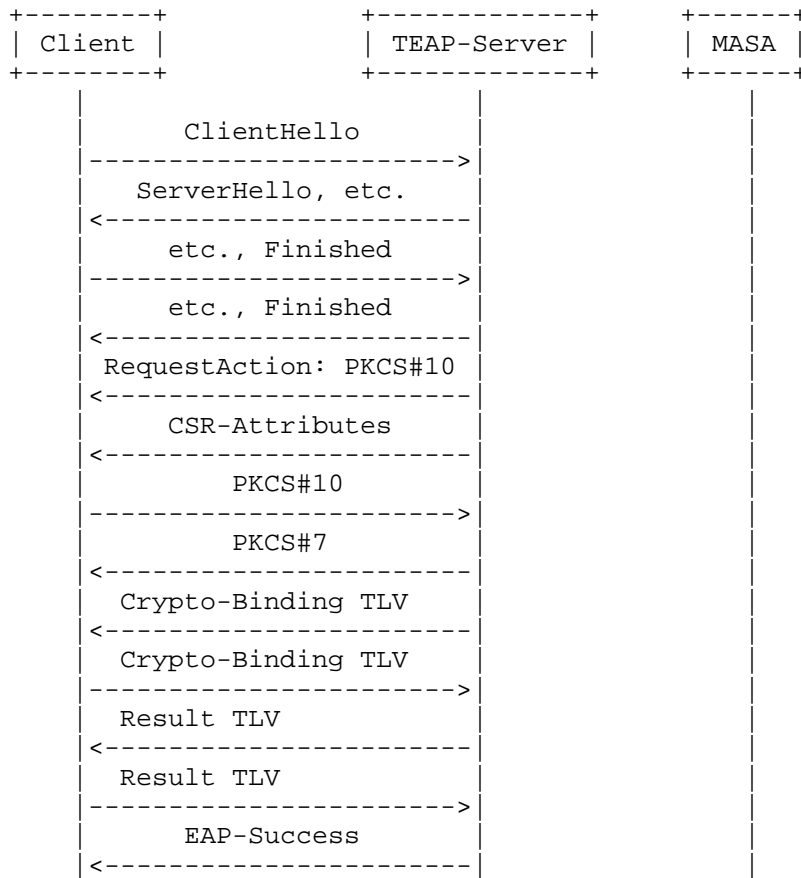 Client TEAP-Server MASA
ClientHello
ServerHello, etc.
etc., Finished
etc., Finished
RequestAction: PKCS#10
CSR-Attributes
PKCS#10
PKCS#7
Crypto-Binding TLV
Crypto-Binding TLV
Result TLV
Result TLV
EAP-Success